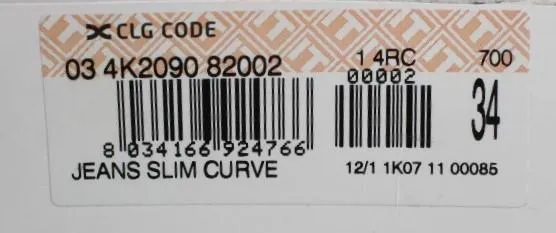 CLG CODE
03 4K2090 82002 1 4RC 700
00002
34
8 034166 924766
JEANS SLIM CURVE 12/1 1K07 11 00085